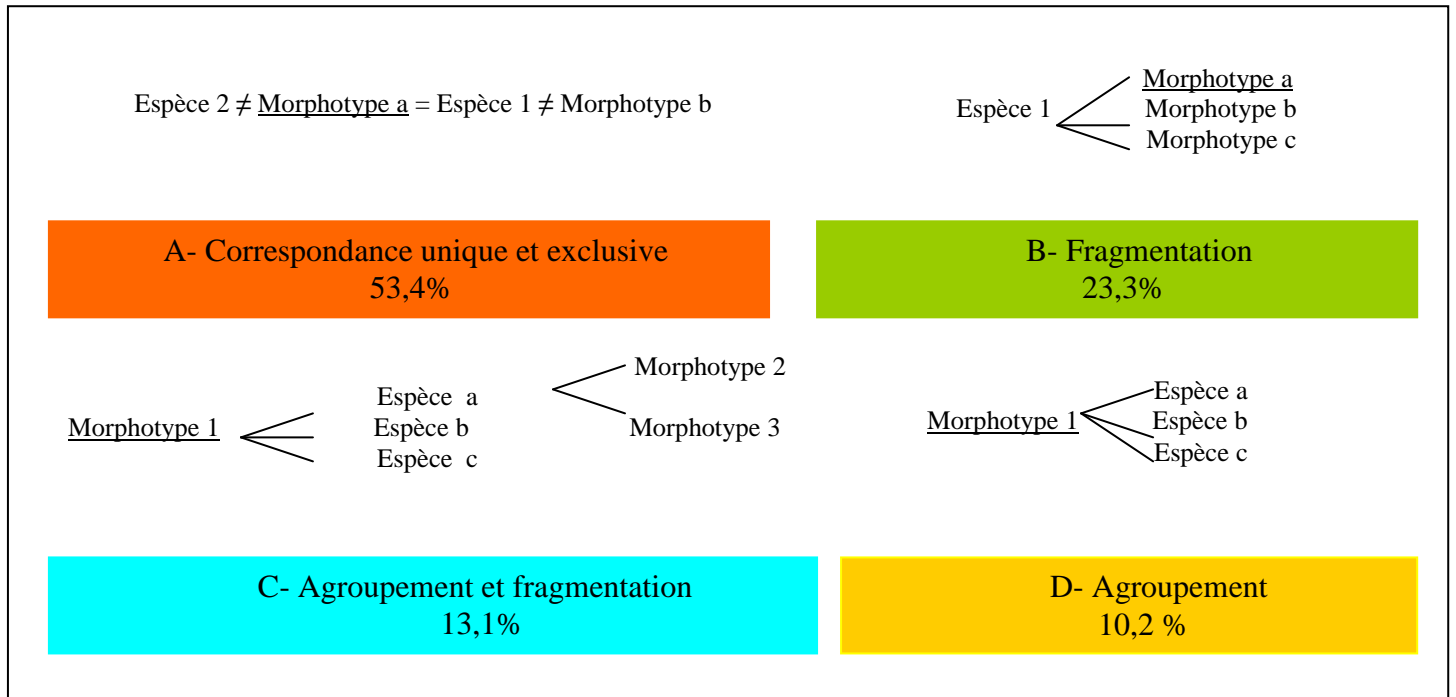 Espèce 2 ≠ Morphotype a = Espèce 1 ≠ Morphotype b
Espèce 1
Morphotype a
Morphotype b
Morphotype c
A- Correspondance unique et exclusive
53,4%
B- Fragmentation
23,3%
Morphotype 1
Espèce a
Espèce b
Espèce c
Morphotype 2
Morphotype 3
Morphotype 1
Espèce a
Espèce b
Espèce c
C- Agroupement et fragmentation
13,1%
D- Agroupement
10,2 %